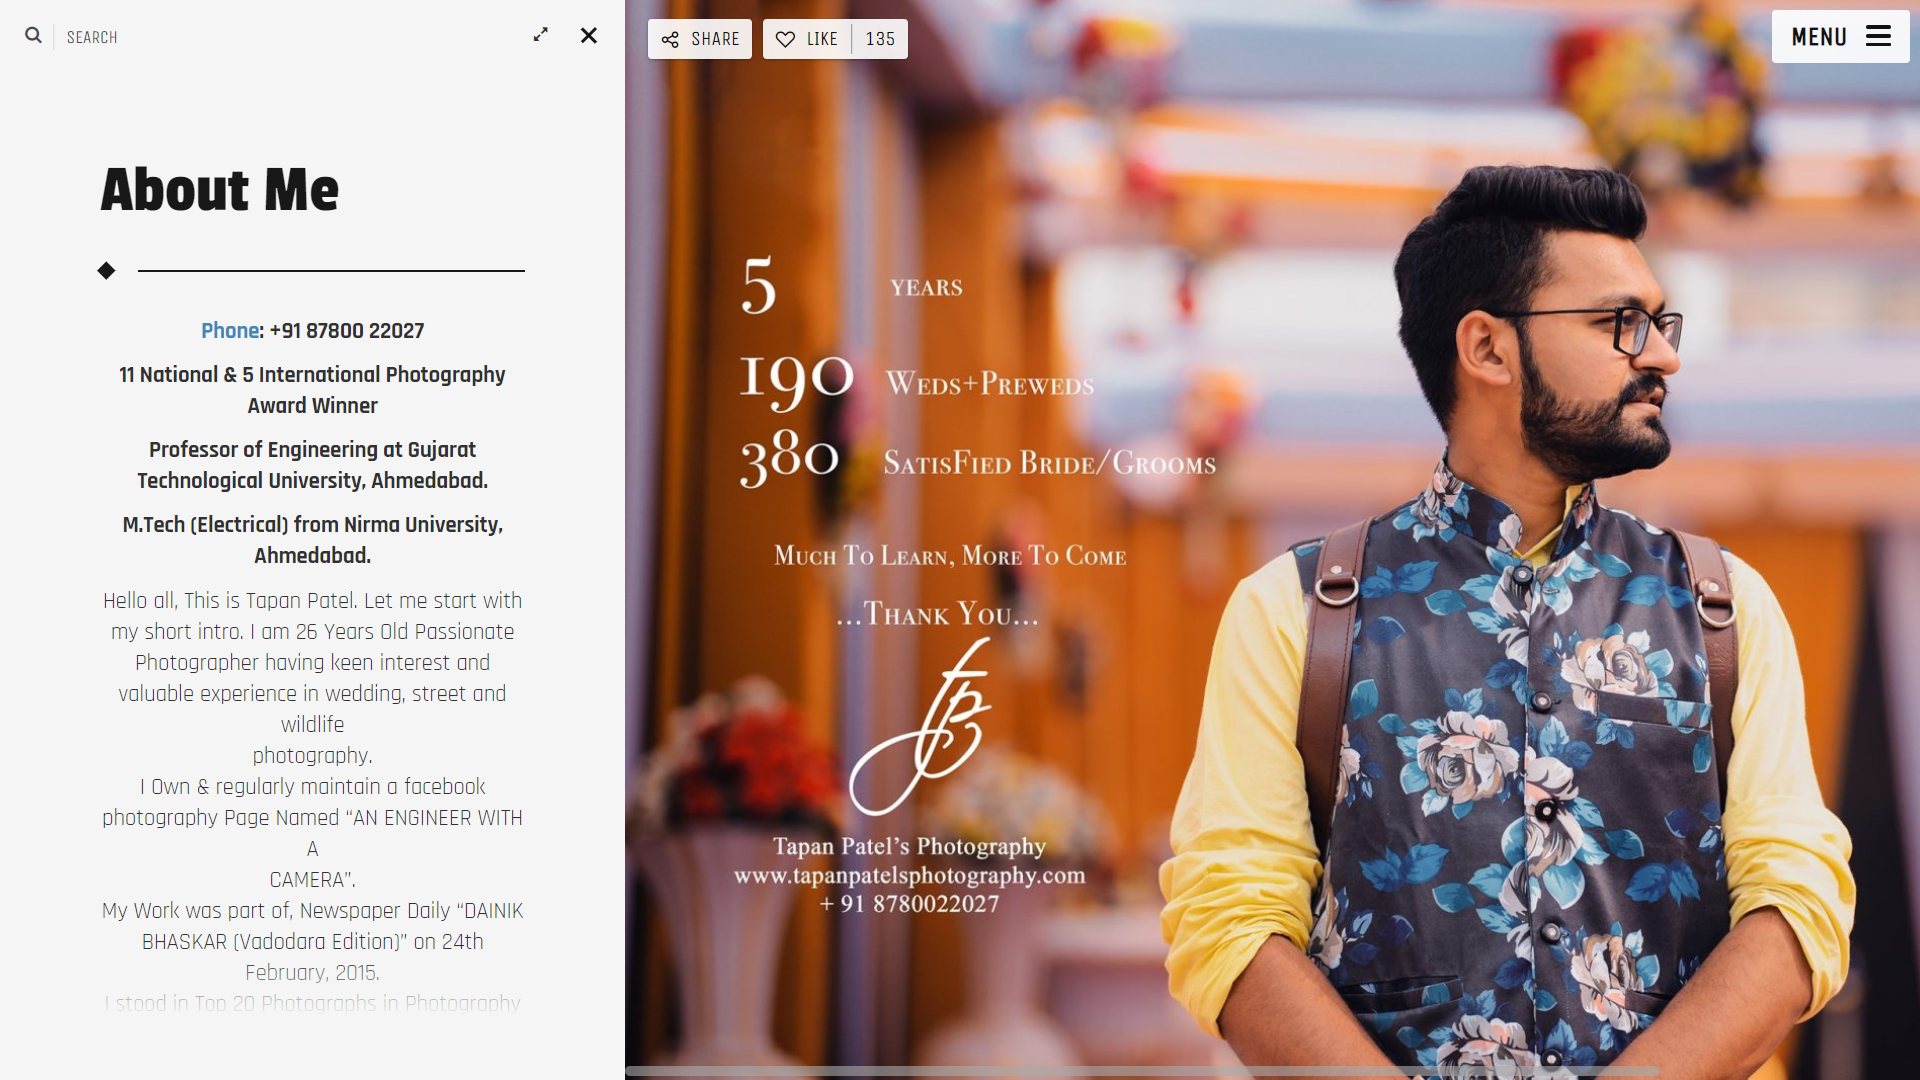 SEARCH
SHARE
LIKE
135
MENU
About Me
Phone: +91 87800 22027
11 National & 5 International Photography
Award Winner
Professor of Engineering at Gujarat
Technological University, Ahmedabad.
M.Tech (Electrical) from Nirma University,
Ahmedabad.
Hello all, This is Tapan Patel. Let me start with
my short intro. I am 26 Years Old Passionate
Photographer having keen interest and
valuable experience in wedding, street and
wildlife
photography.
I Own & regularly maintain a facebook
photography Page Named “AN ENGINEER WITH
A
CAMERA”.
My Work was part of, Newspaper Daily “DAINIK
BHASKAR (Vadodara Edition)” on 24th
February, 2015.
I stood in Top 20 Photographs in Photography
5 YEARS
190 Weds+Preweds
380 SatisFied Bride/Grooms
Much To Learn, More To Come
...Thank You...
tp
Tapan Patel’s Photography
www.tapanpatelsphotography.com
+ 91 8780022027